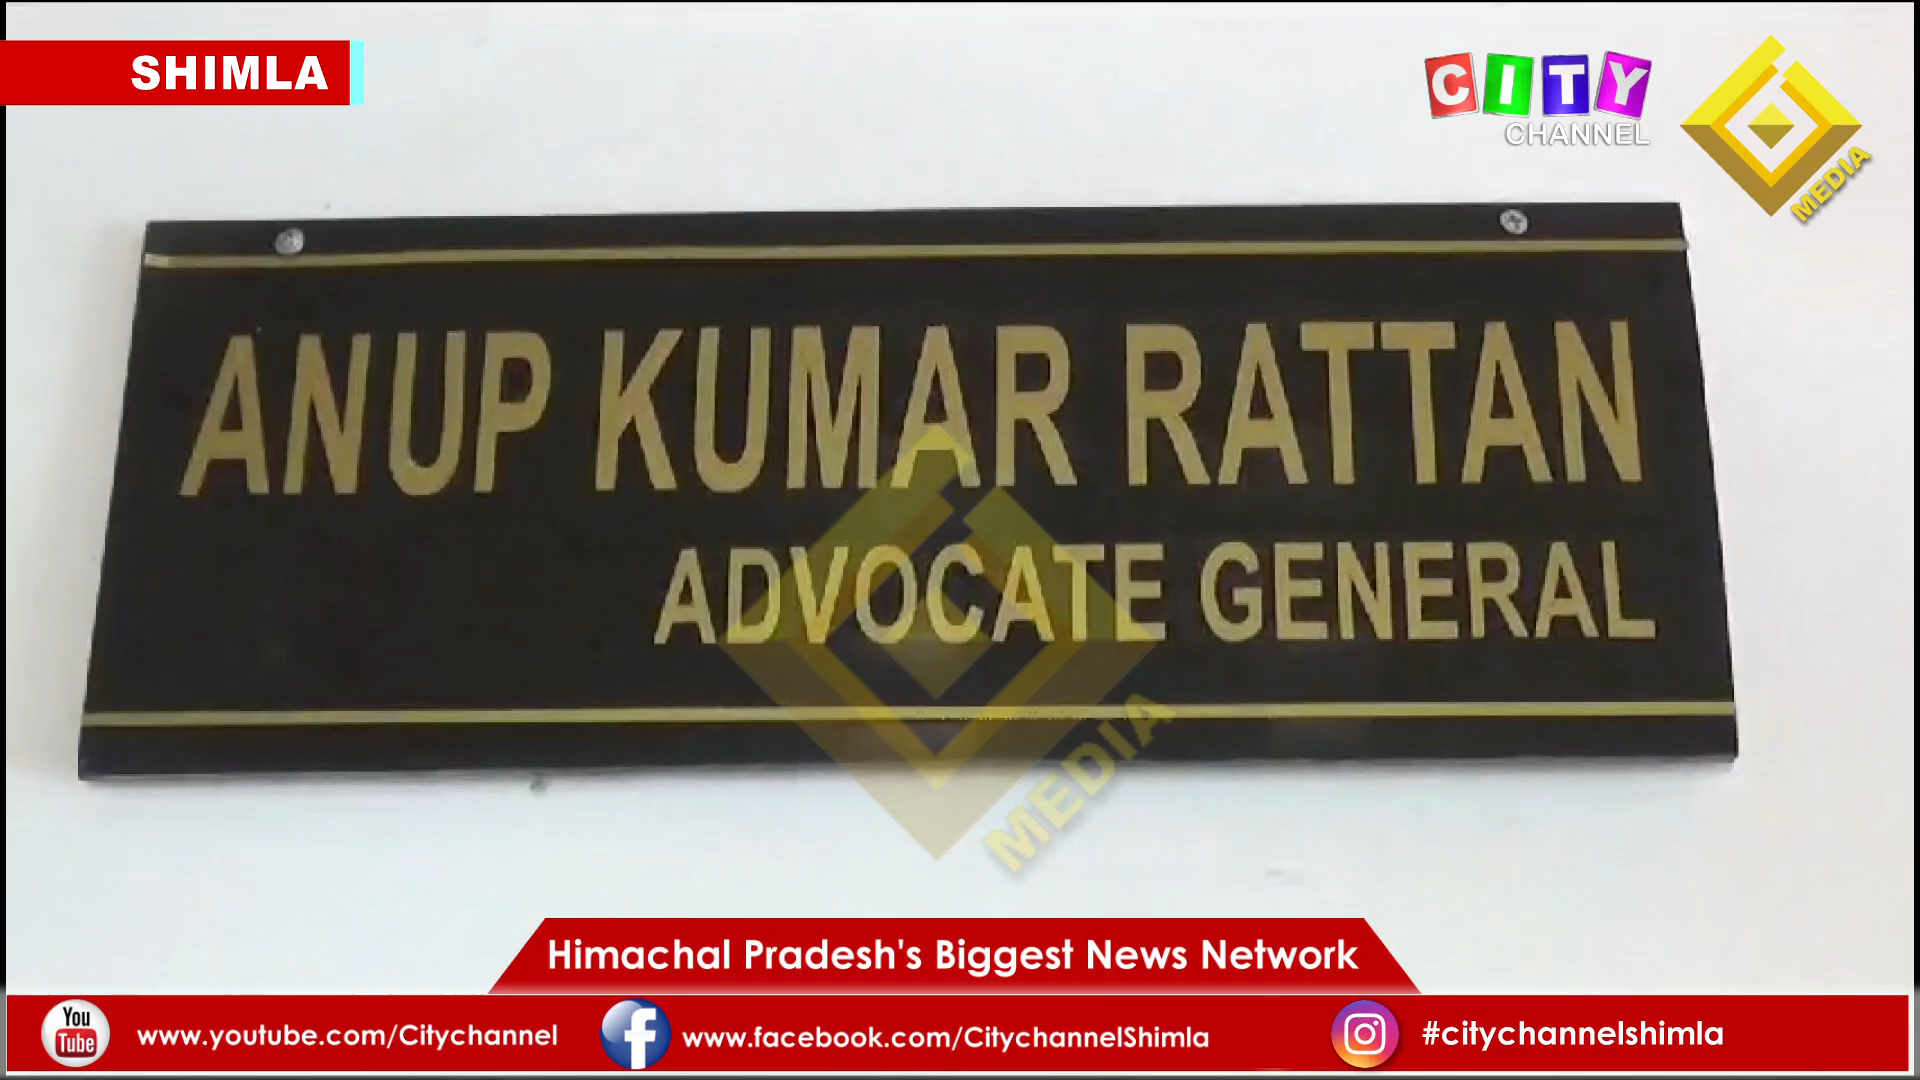 SHIMLA
CITY
CHANNEL
MEDIA
ANUP KUMAR RATTAN
ADVOCATE GENERAL
MEDIA
Himachal Pradesh's Biggest News Network
You
Tube
www.youtube.com/Citychannel
f
www.facebook.com/CitychannelShimla
#citychannelshimla